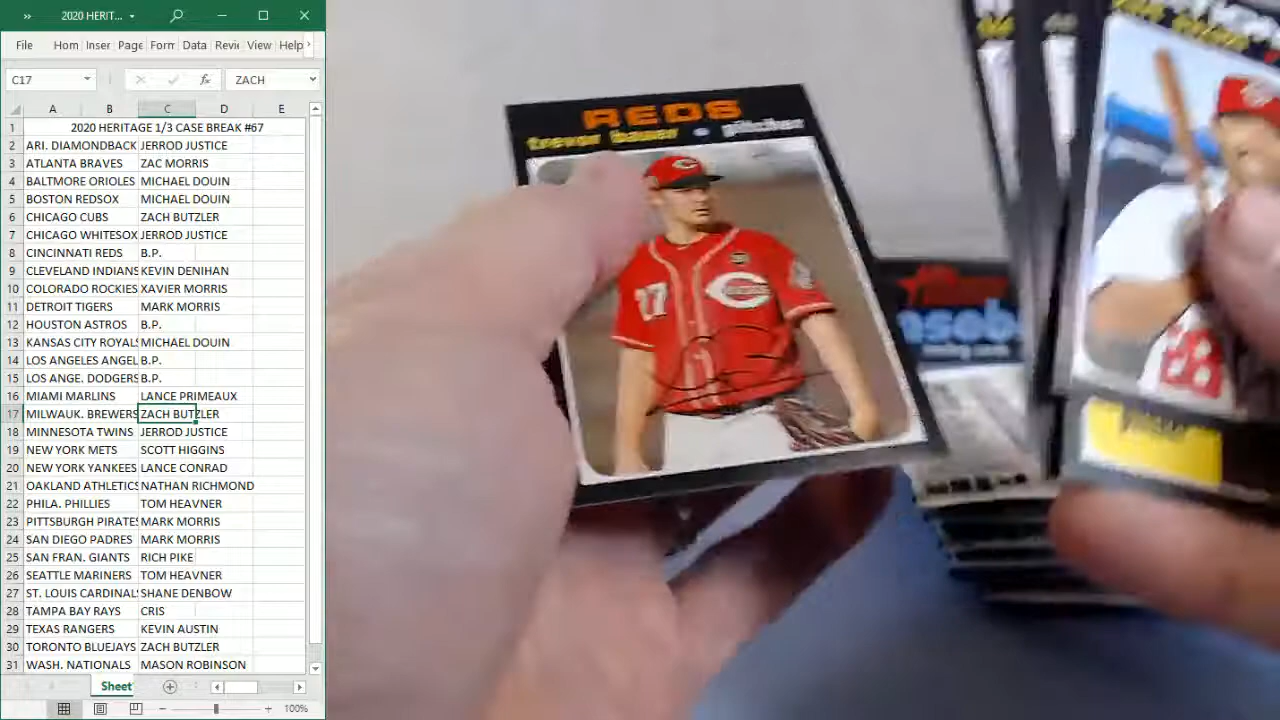 2020 HERIT...
File Hom Inser Page Form Data Revi View Help
C17 fx ZACH
A B C D E
1 2020 HERITAGE 1/3 CASE BREAK #67
2 ARI. DIAMONDBACK JERROD JUSTICE
3 ATLANTA BRAVES ZAC MORRIS
4 BALTMORE ORIOLES MICHAEL DOUIN
5 BOSTON REDSOX MICHAEL DOUIN
6 CHICAGO CUBS ZACH BUTZLER
7 CHICAGO WHITESOX JERROD JUSTICE
8 CINCINNATI REDS B.P.
9 CLEVELAND INDIANS KEVIN DENIHAN
10 COLORADO ROCKIES XAVIER MORRIS
11 DETROIT TIGERS MARK MORRIS
12 HOUSTON ASTROS B.P.
13 KANSAS CITY ROYAL MICHAEL DOUIN
14 LOS ANGELES ANGEL B.P.
15 LOS ANGE. DODGERS B.P.
16 MIAMI MARLINS LANCE PRIMEAUX
17 MILWAUK. BREWERS ZACH BUTZLER
18 MINNESOTA TWINS JERROD JUSTICE
19 NEW YORK METS SCOTT HIGGINS
20 NEW YORK YANKEES LANCE CONRAD
21 OAKLAND ATHLETICS NATHAN RICHMOND
22 PHILA. PHILLIES TOM HEAVNER
23 PITTSBURGH PIRATES MARK MORRIS
24 SAN DIEGO PADRES MARK MORRIS
25 SAN FRAN. GIANTS RICH PIKE
26 SEATTLE MARINERS TOM HEAVNER
27 ST. LOUIS CARDINAL SHANE DENBOW
28 TAMPA BAY RAYS CRIS
29 TEXAS RANGERS KEVIN AUSTIN
30 TORONTO BLUEJAYS ZACH BUTZLER
31 WASH. NATIONALS MASON ROBINSON
Sheet
100%
REDS
trevor bauer • pitcher
REDS
27